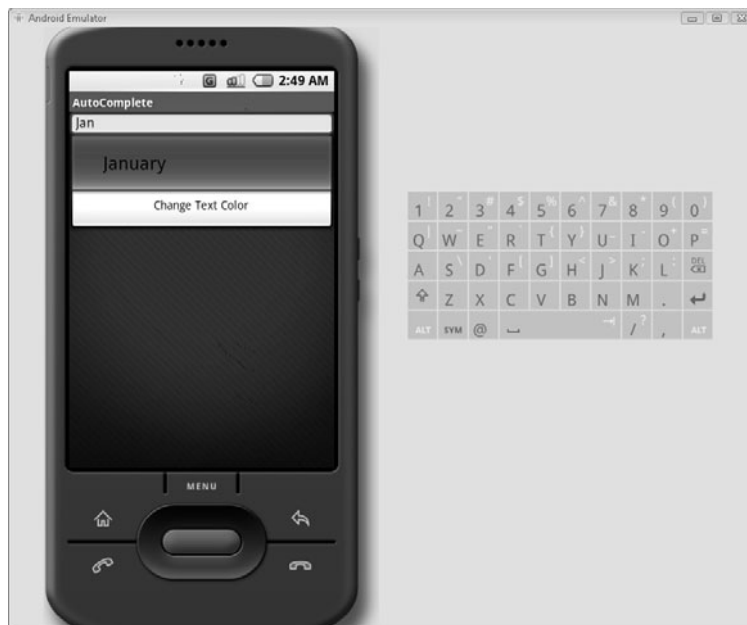 Android Emulator
G 2:49 AM
AutoComplete
Jan
January
Change Text Color
MENU
1 ! 2 " 3 # 4 $ 5 % 6 ^ 7 & 8 * 9 ( 0 )
Q | W ~ E " R ` T { Y } U _ I - O + P =
A S \ D ' F [ G ] H < J > K ; L : DEL
Z X C V B N M .
ALT SYM @ / ? , ALT